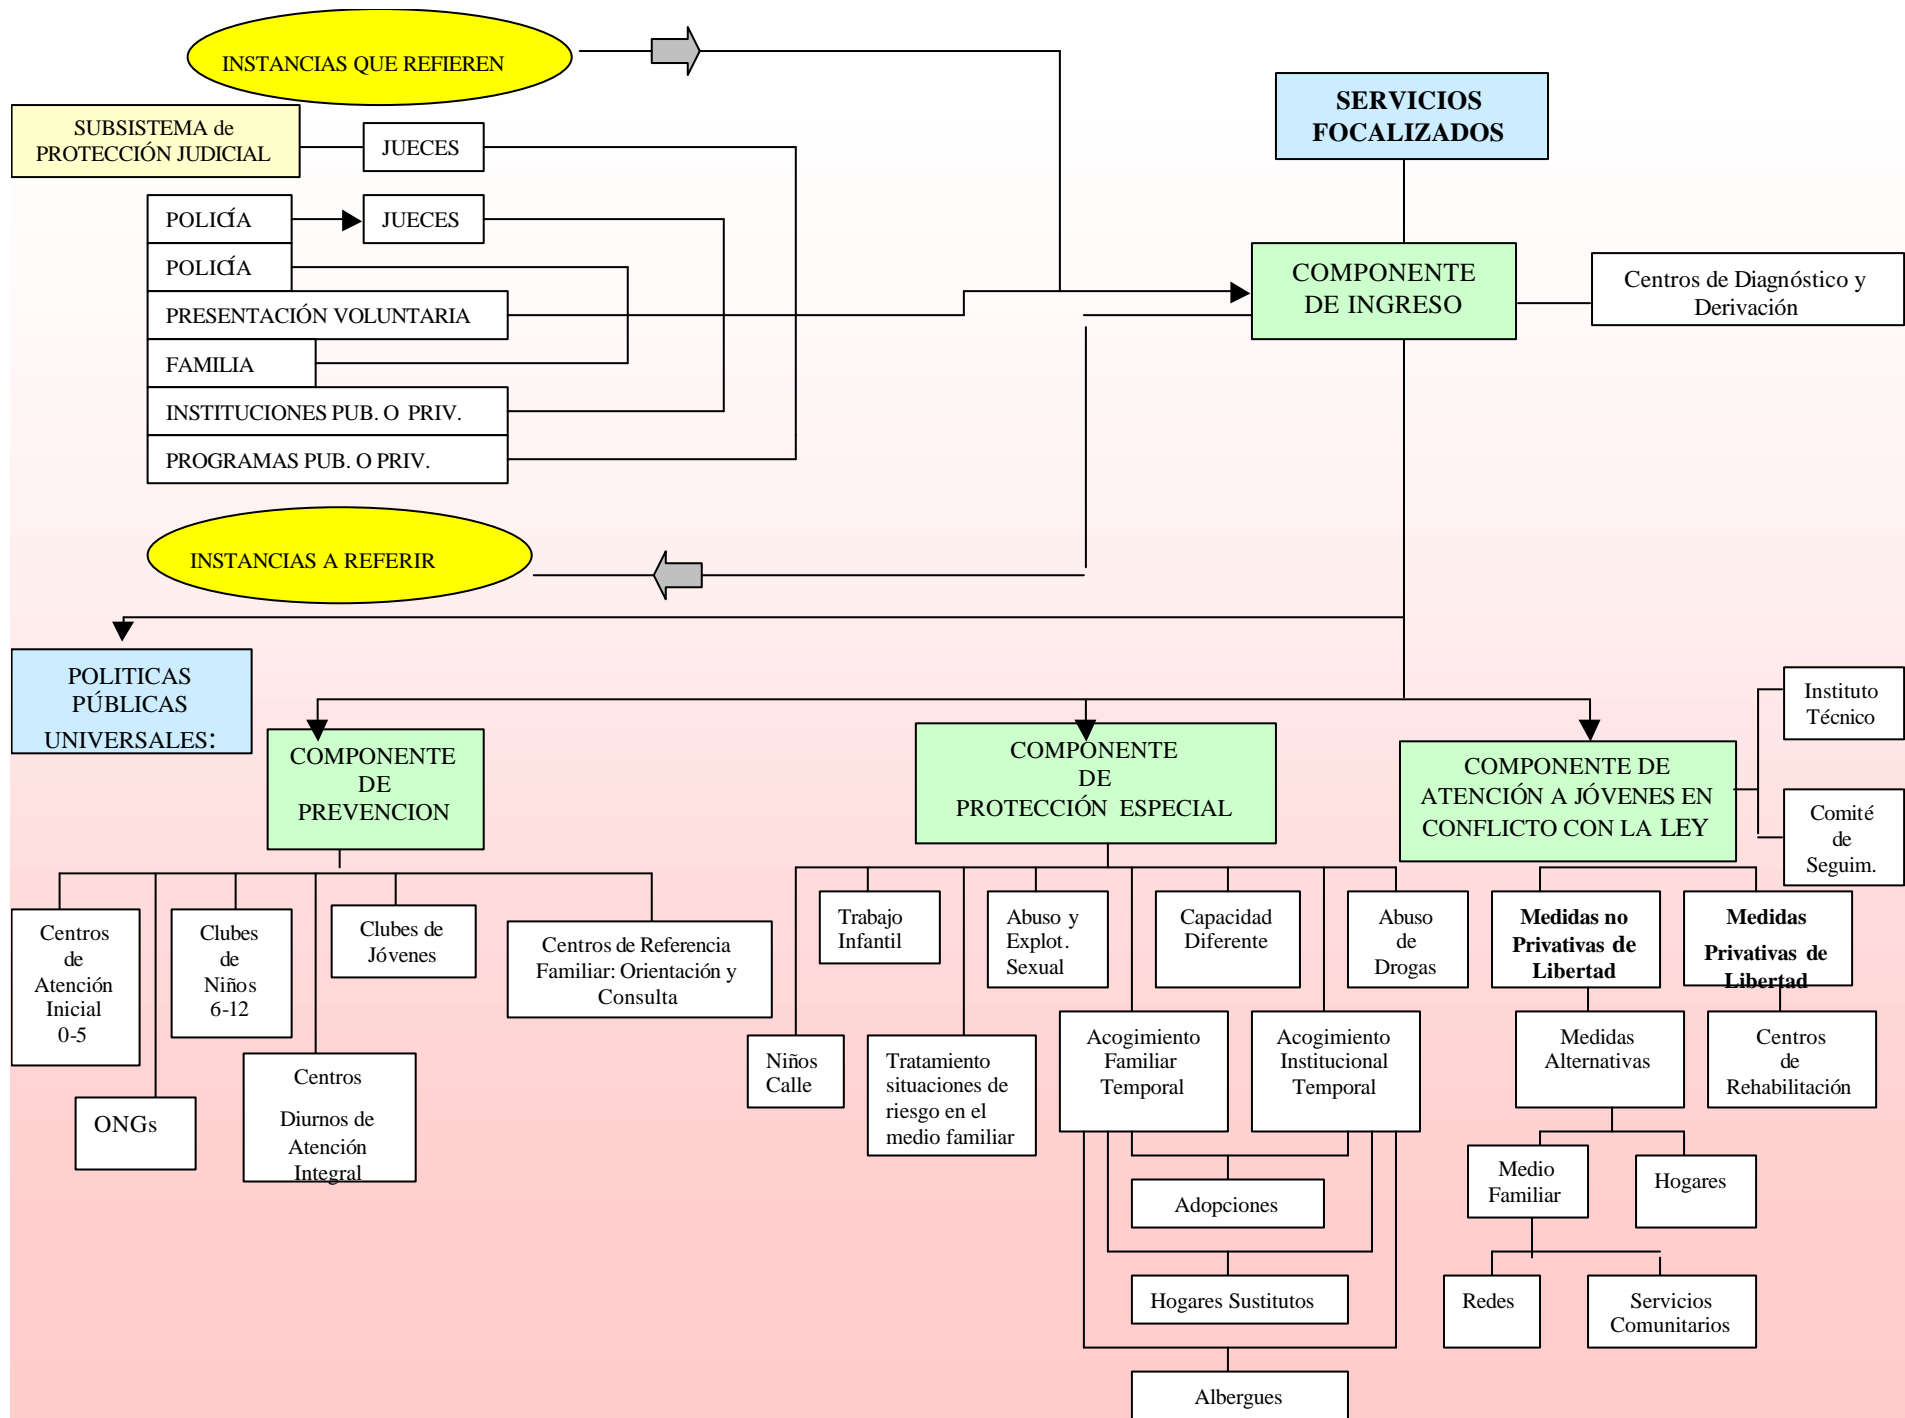 INSTANCIAS QUE REFIEREN
SERVICIOS
FOCALIZADOS
SUBSISTEMA de
PROTECCIÓN JUDICIAL
JUECES
POLICÍA
JUECES
POLICÍA
PRESENTACIÓN VOLUNTARIA
FAMILIA
INSTITUCIONES PUB. O PRIV.
PROGRAMAS PUB. O PRIV.
COMPONENTE
DE INGRESO
Centros de Diagnóstico y
Derivación
INSTANCIAS A REFERIR
POLITICAS
PÚBLICAS
UNIVERSALES:
COMPONENTE
DE
PREVENCION
COMPONENTE
DE
PROTECCIÓN ESPECIAL
COMPONENTE DE
ATENCIÓN A JÓVENES EN
CONFLICTO CON LA LEY
Instituto
Técnico
Comité
de
Seguim.
Centros
de
Atención
Inicial
0-5
ONGs
Clubes
de
Niños
6-12
Centros
Diurnos de
Atención
Integral
Clubes de
Jóvenes
Centros de Referencia
Familiar: Orientación y
Consulta
Niños
Calle
Trabajo
Infantil
Tratamiento
situaciones de
riesgo en el
medio familiar
Abuso y
Explot.
Sexual
Acogimiento
Familiar
Temporal
Capacidad
Diferente
Acogimiento
Institucional
Temporal
Abuso
de
Drogas
Adopciones
Hogares Sustitutos
Albergues
Medidas no
Privativas de
Libertad
Medidas
Privativas de
Libertad
Medidas
Alternativas
Centros
de
Rehabilitación
Medio
Familiar
Hogares
Redes
Servicios
Comunitarios